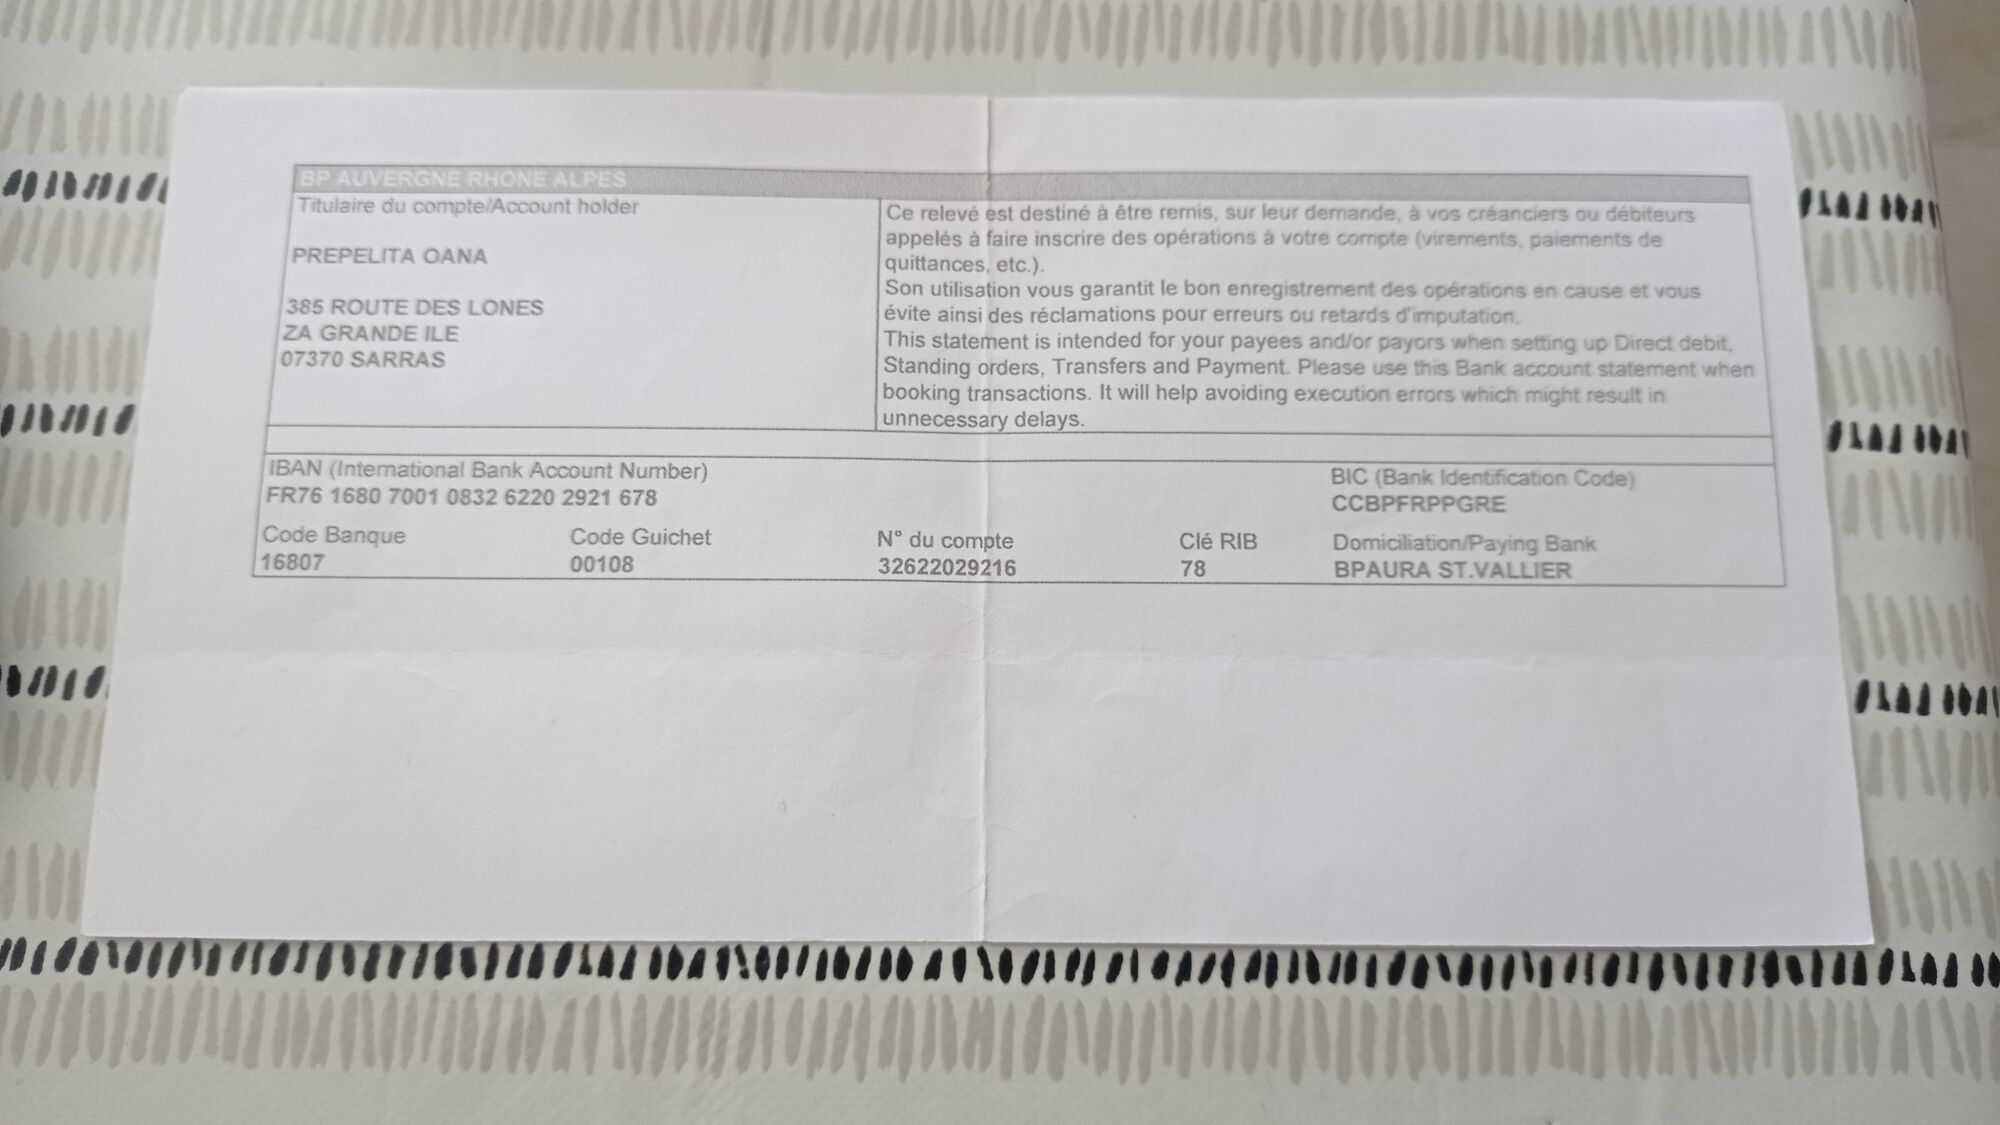 BP AUVERGNE RHONE ALPES
Titulaire du compte/Account holder
PREPELITA OANA
385 ROUTE DES LONES
ZA GRANDE ILE
07370 SARRAS
Ce relevé est destiné à être remis, sur leur demande, à vos créanciers ou débiteurs
appelés à faire inscrire des opérations à votre compte (virements, paiements de
quittances, etc.).
Son utilisation vous garantit le bon enregistrement des opérations en cause et vous
évite ainsi des réclamations pour erreurs ou retards d'imputation.
This statement is intended for your payees and/or payors when setting up Direct debit,
Standing orders, Transfers and Payment. Please use this Bank account statement when
booking transactions. It will help avoiding execution errors which might result in
unnecessary delays.
IBAN (International Bank Account Number)
FR76 1680 7001 0832 6220 2921 678
BIC (Bank Identification Code)
CCBPFRPPGRE
Code Banque
16807
Code Guichet
00108
N° du compte
32622029216
Clé RIB
78
Domiciliation/Paying Bank
BPAURA ST.VALLIER